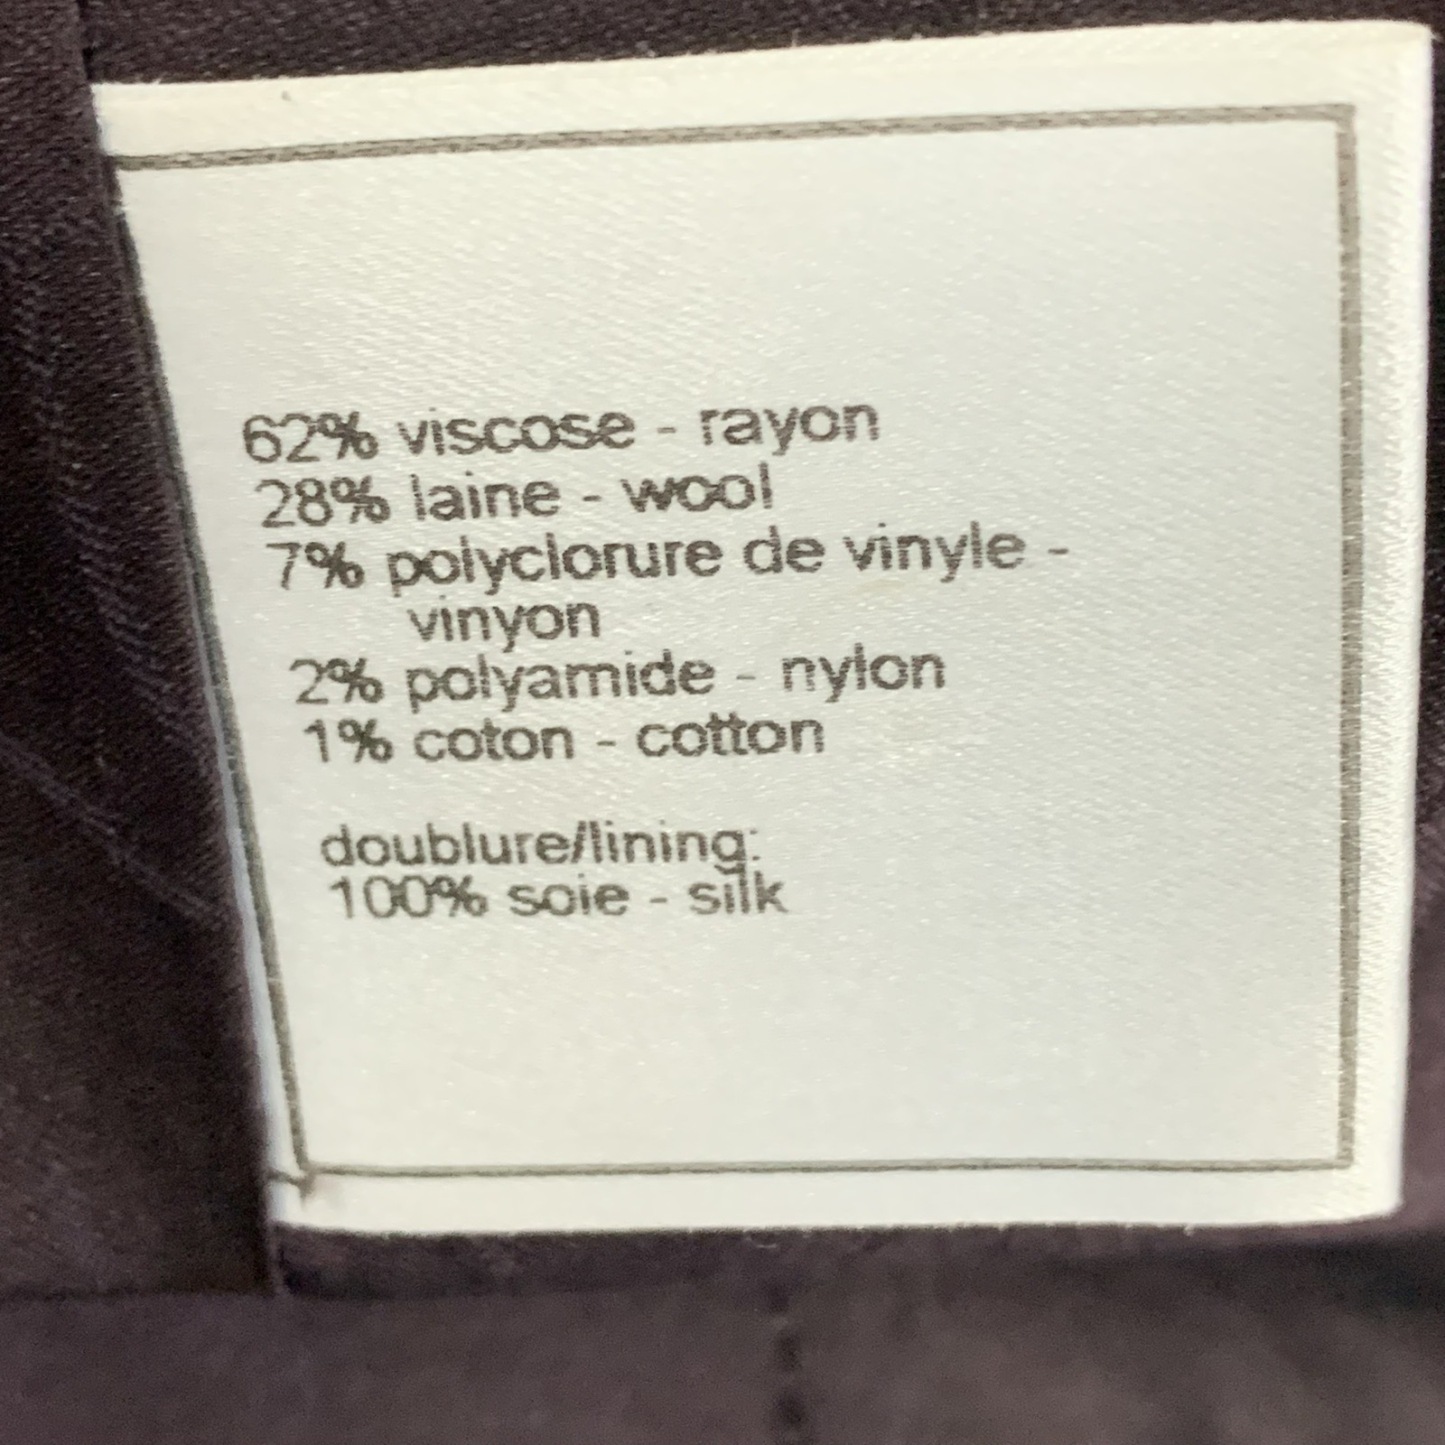 62% viscose - rayon
28% laine - wool
7% polyclorure de vinyle -
vinyon
2% polyamide - nylon
1% coton - cotton
doublure/lining:
100% soie - silk